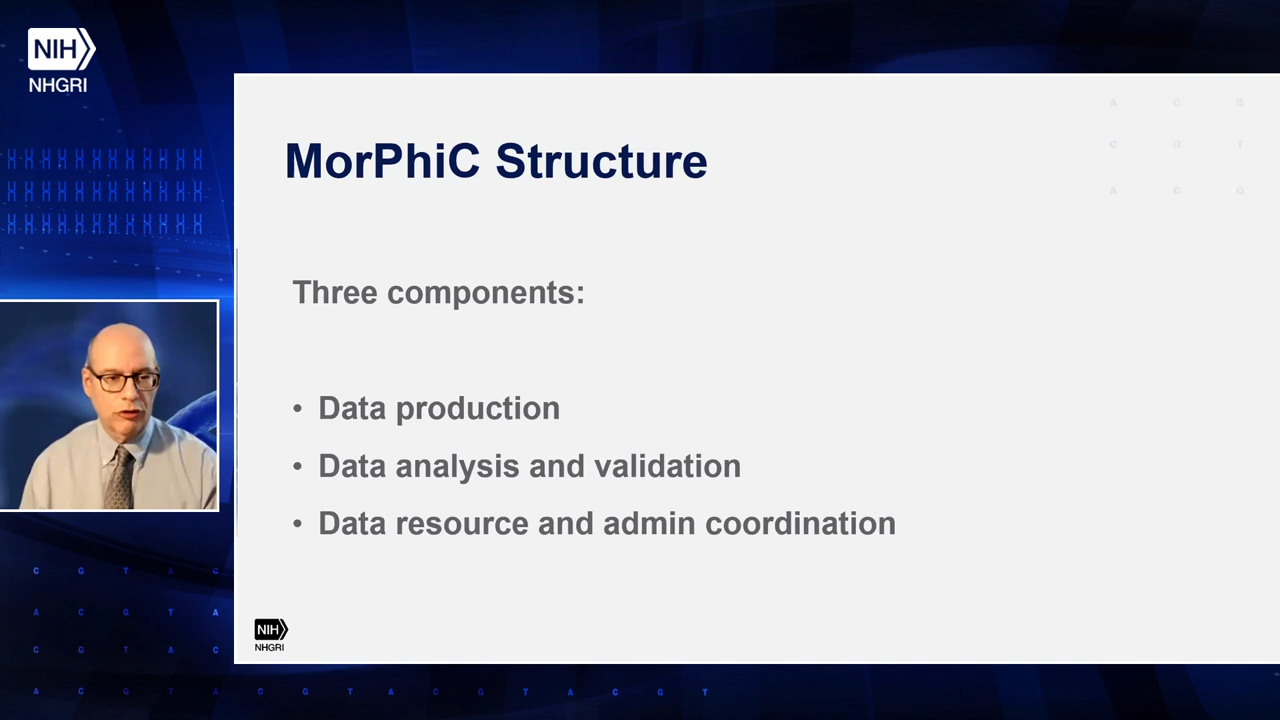 NIH
NHGRI
A C G
C G T
A C G
MorPhiC Structure
Three components:
• Data production
• Data analysis and validation
• Data resource and admin coordination
NIH
NHGRI
C G T A C
A C G T A
C G T A C
A C G T A C G T A C G T A C G T